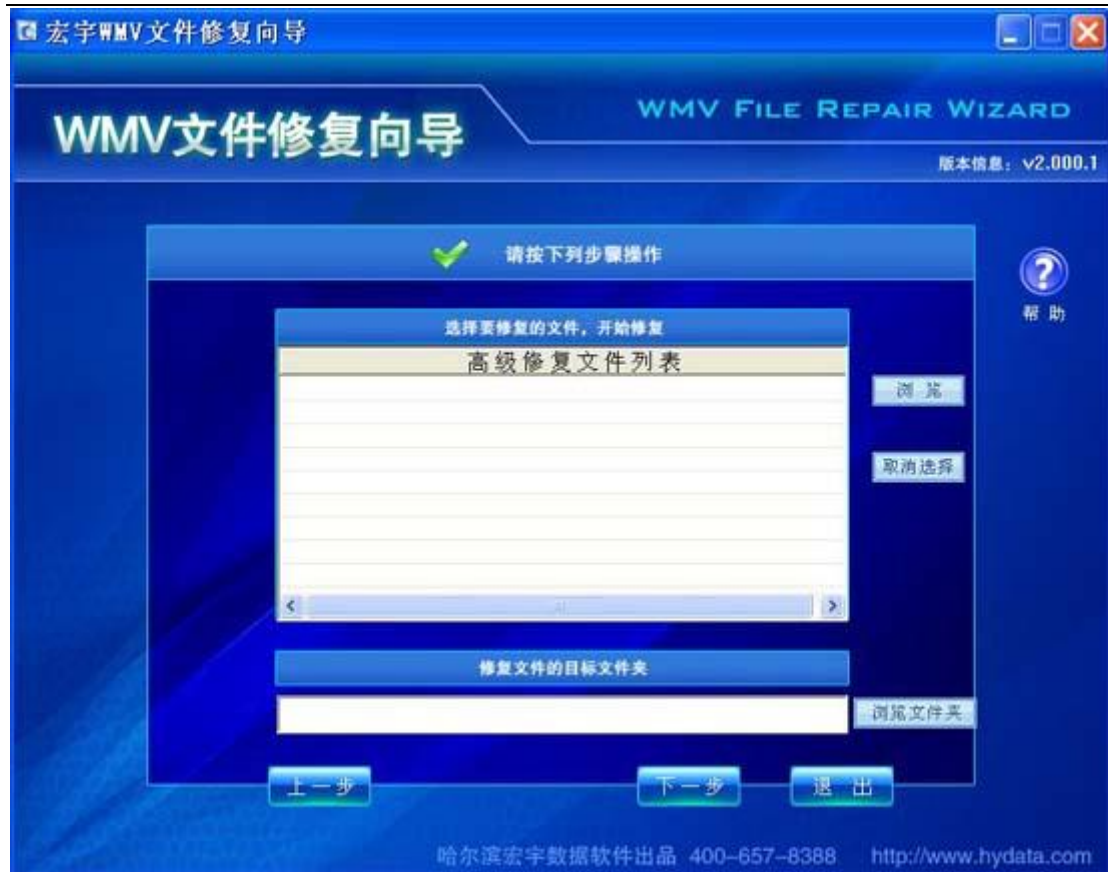 宏宇WMV文件修复向导
WMV文件修复向导
WMV FILE REPAIR WIZARD
版本信息：v2.000.1
请按下列步骤操作
帮 助
选择要修复的文件，开始修复
高级修复文件列表
浏 览
取消选择
修复文件的目标文件夹
浏览文件夹
上一步
下一步
退 出
哈尔滨宏宇数据软件出品 400-657-8388 http://www.hydata.com